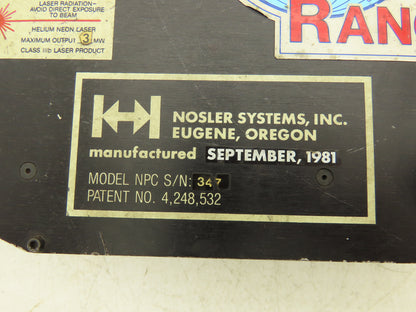 LASER RADIATION-
AVOID DIRECT EXPOSURE
TO BEAM
HELIUM NEON LASER
MAXIMUM OUTPUT 3 MW
CLASS IIIb LASER PRODUCT
NOSLER SYSTEMS, INC.
EUGENE, OREGON
manufactured SEPTEMBER, 1981
MODEL NPC S/N: 347
PATENT NO. 4,248,532